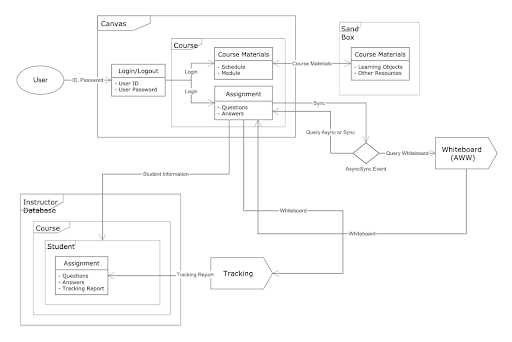 Canvas
Sand
Box
Course
Course Materials
- Schedule
- Module
Course Materials
Course Materials
- Learning Objects
- Other Resources
User
ID, Password
Login/Logout
- User ID
- User Password
Login
Login
Assignment
- Questions
- Answers
Sync
Query Async or Sync
AsyncSync Event
Query Whiteboard
Whiteboard
(AWW)
Student Information
Instructor
Database
Whiteboard
Whiteboard
Course
Student
Assignment
- Questions
- Answers
- Tracking Report
Tracking Report
Tracking